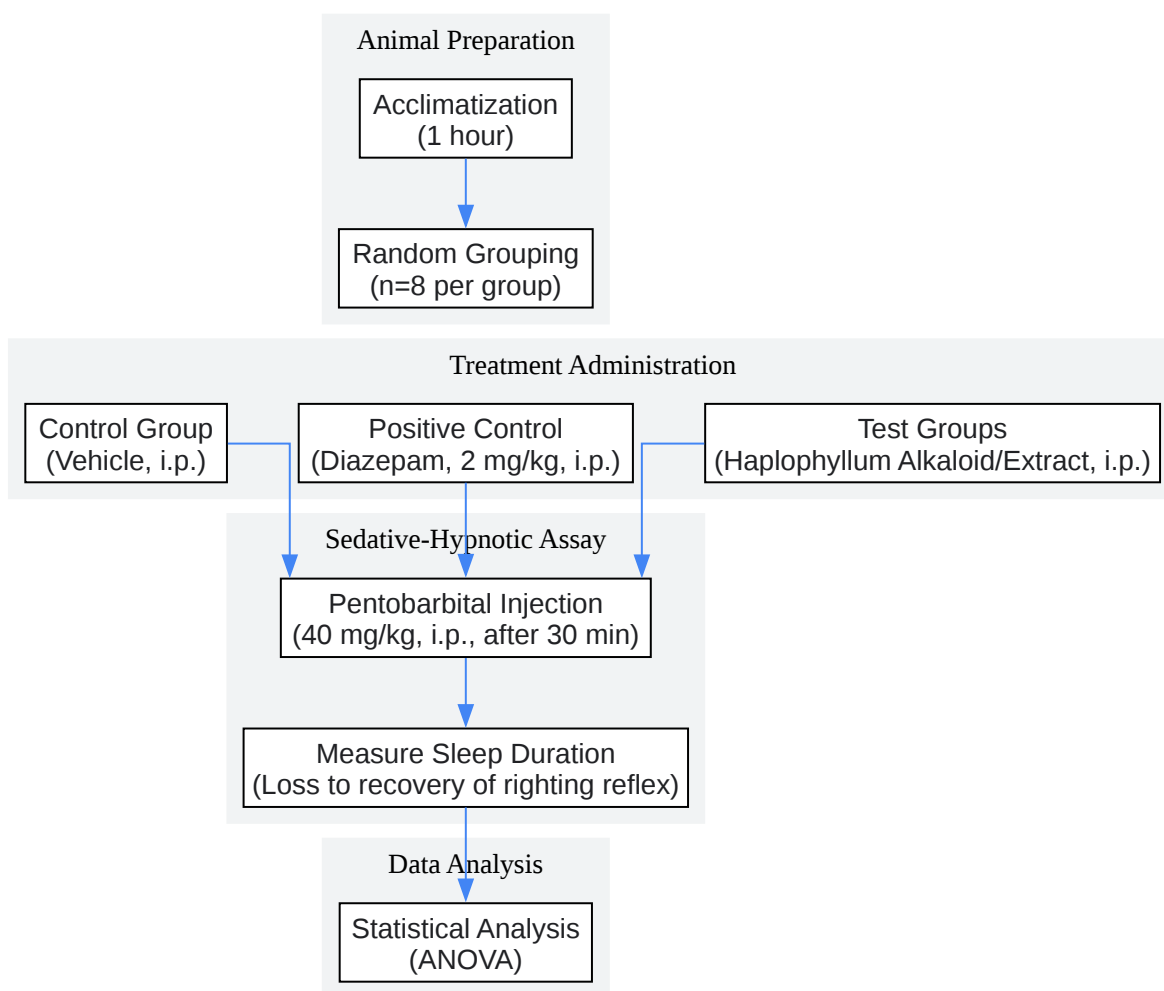 Animal Preparation
Acclimatization
(1 hour)
Random Grouping
(n=8 per group)
Treatment Administration
Control Group
(Vehicle, i.p.)
Positive Control
(Diazepam, 2 mg/kg, i.p.)
Test Groups
(Haplophyllum Alkaloid/Extract, i.p.)
Sedative-Hypnotic Assay
Pentobarbital Injection
(40 mg/kg, i.p., after 30 min)
Measure Sleep Duration
(Loss to recovery of righting reflex)
Data Analysis
Statistical Analysis
(ANOVA)